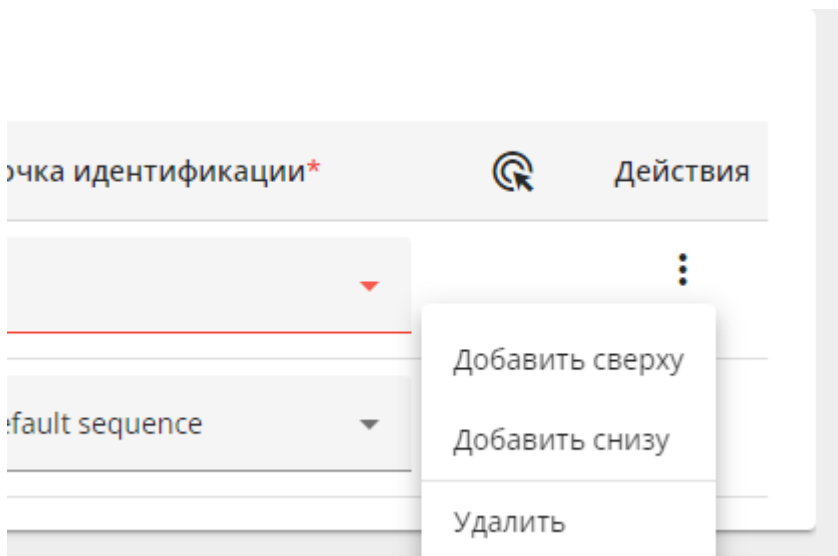 очка идентификации* Действия
Добавить сверху
efault sequence
Добавить снизу
Удалить